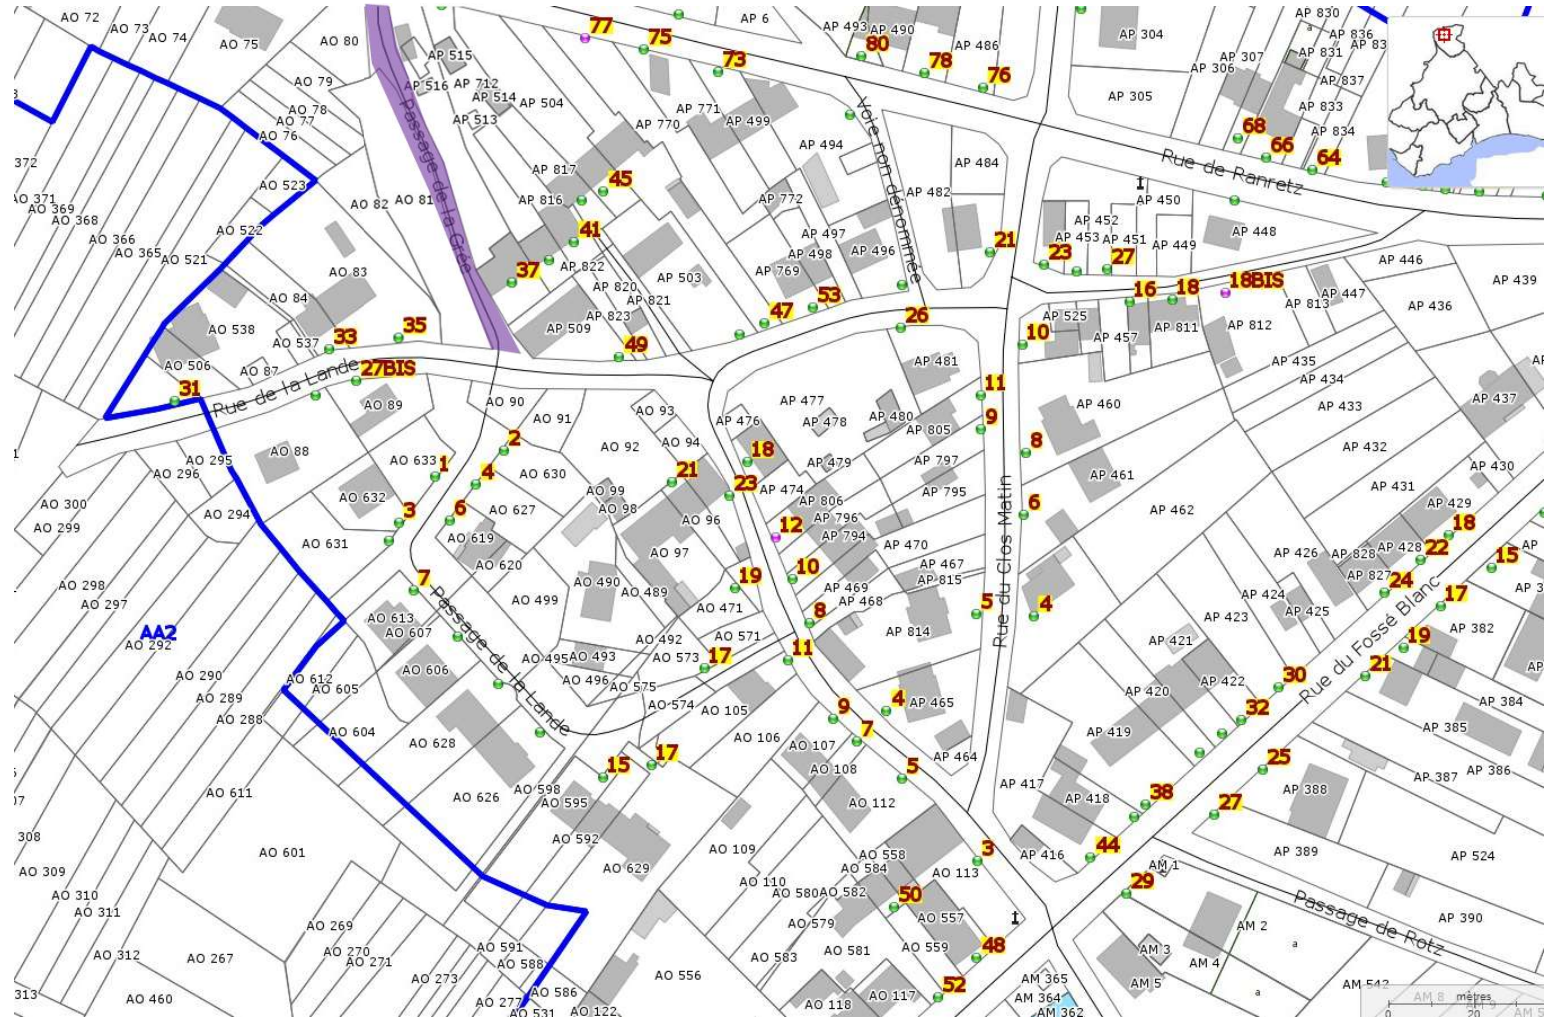 AO 72
AO 73
AO 74
AO 75
AO 80
AP 515
77
75
73
AP 6
AP 493
AP 490
80
78
AP 486
76
AP 304
AP 830
AP 836
AP 831
AP 83
AP 307
AP 306
AP 837
AP 305
AP 833
AP 834
68
66
64
AP 516
AP 712
AP 514
AP 513
AP 504
AP 771
AP 770
AP 499
AP 494
AP 484
AP 482
AO 79
AO 78
AO 77
AO 76
372
AO 371
AO 369
AO 368
AO 366
AO 365
AO 523
AO 522
AO 521
AO 82
AO 81
Passage de la Grée
Voie non dénommée
Rue de Ranretz
AP 817
AP 816
45
41
37
AP 772
AP 497
AP 498
AP 496
AP 769
AP 503
AP 822
AP 820
AP 821
AP 823
AP 509
21
23
AP 452
AP 453
AP 451
27
AP 450
AP 449
AP 448
AP 446
AP 439
AP 447
AP 436
AO 83
AO 84
AO 538
AO 537
AO 506
AO 87
33
35
27BIS
31
Rue de la Lande
49
47
53
26
16
18
18BIS
AP 813
AP 812
AP 811
AP 457
AP 525
10
AP 435
AP 434
AP 433
AP 432
AP 437
AP 430
AP 431
AP 429
AP 481
11
9
8
6
AP 460
AP 461
AP 462
AO 88
AO 89
AO 90
AO 91
AO 92
AO 93
AO 94
AP 476
AP 477
AP 478
AP 479
AP 480
AP 805
AP 797
AP 795
AO 295
AO 296
AO 294
AO 300
AO 299
AO 298
AO 297
AO 292
AA2
AO 633
AO 632
AO 631
1
2
3
4
6
7
AO 630
AO 627
AO 619
AO 620
AO 99
AO 98
AO 96
AO 97
21
23
18
AP 474
12
AP 806
AP 796
AP 794
AP 470
AP 467
AP 815
AP 469
AP 468
AP 814
10
8
19
AO 490
AO 489
AO 499
AO 471
AO 492
AO 571
AO 573
17
11
Rue du Clos Matin
5
4
AP 426
AP 828
AP 428
AP 827
AP 424
AP 425
AP 423
AP 421
AP 422
AP 420
AP 419
18
22
24
15
17
19
21
AP 382
AP 384
AP 385
AP 386
AP 387
AP 388
AP 389
AP 524
AP 390
Rue du Fossé Blanc
30
32
25
27
38
44
29
AO 613
AO 607
AO 606
AO 612
AO 605
AO 604
AO 628
AO 626
Passage de la Lande
AO 495
AO 493
AO 496
AO 575
AO 574
AO 105
AO 106
AO 107
AO 108
AO 112
9
7
4
5
AP 465
AP 464
AP 417
AP 418
AP 416
3
AO 290
AO 289
AO 288
AO 611
AO 601
308
AO 309
AO 310
AO 311
AO 312
313
AO 460
AO 267
AO 269
AO 270
AO 271
AO 273
AO 277
15
17
AO 598
AO 595
AO 592
AO 629
AO 109
AO 110
AO 580
AO 582
AO 579
AO 584
AO 558
AO 113
50
AO 557
AO 559
48
52
AO 581
AO 583
AO 556
AO 591
AO 588
AO 586
AO 531
AO 122
AO 118
AO 117
AM 365
AM 364
AM 362
AM 1
AM 2
AM 3
AM 4
AM 5
a
Passage de Rotz
AM 542
AM 8
AM 9
mètres
0
20